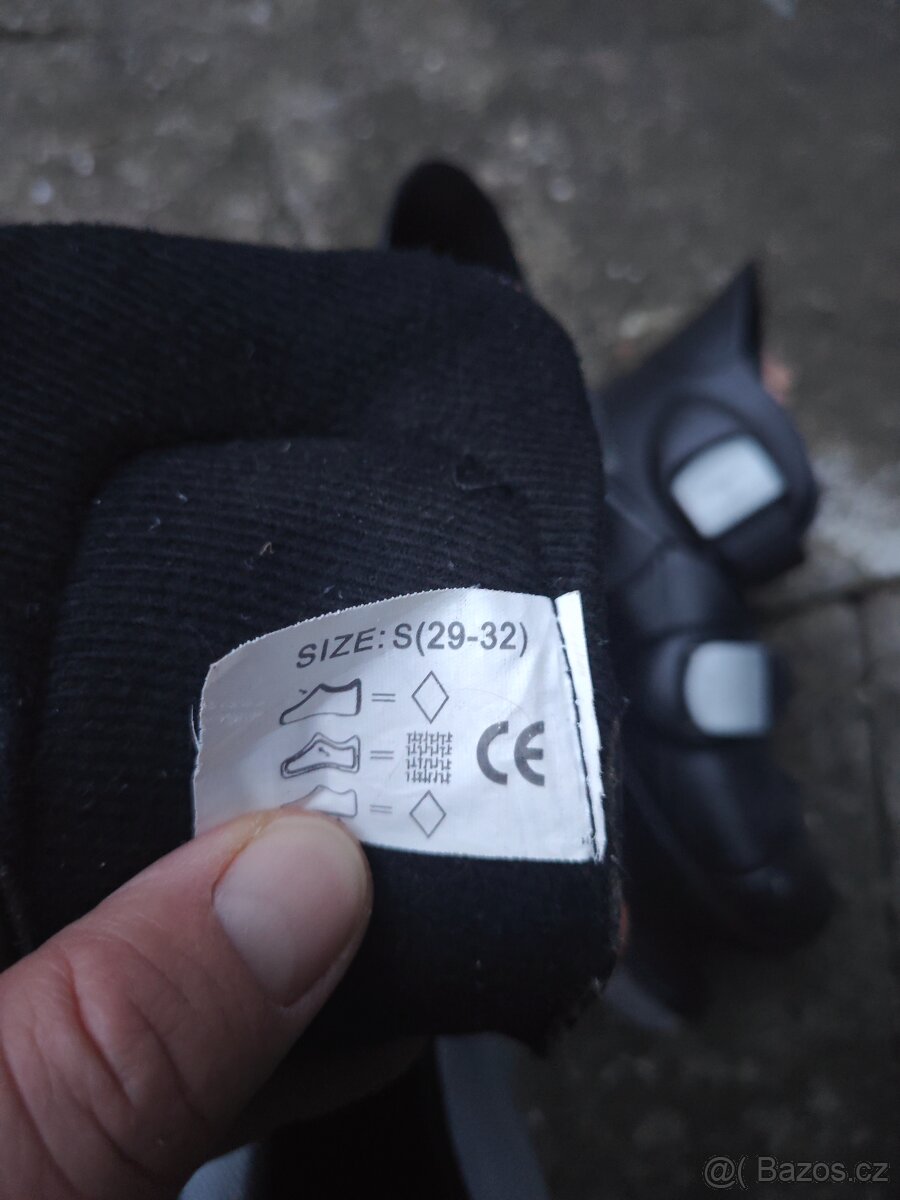 SIZE: S(29-32)
=
=
CE
=
@( Bazos.cz